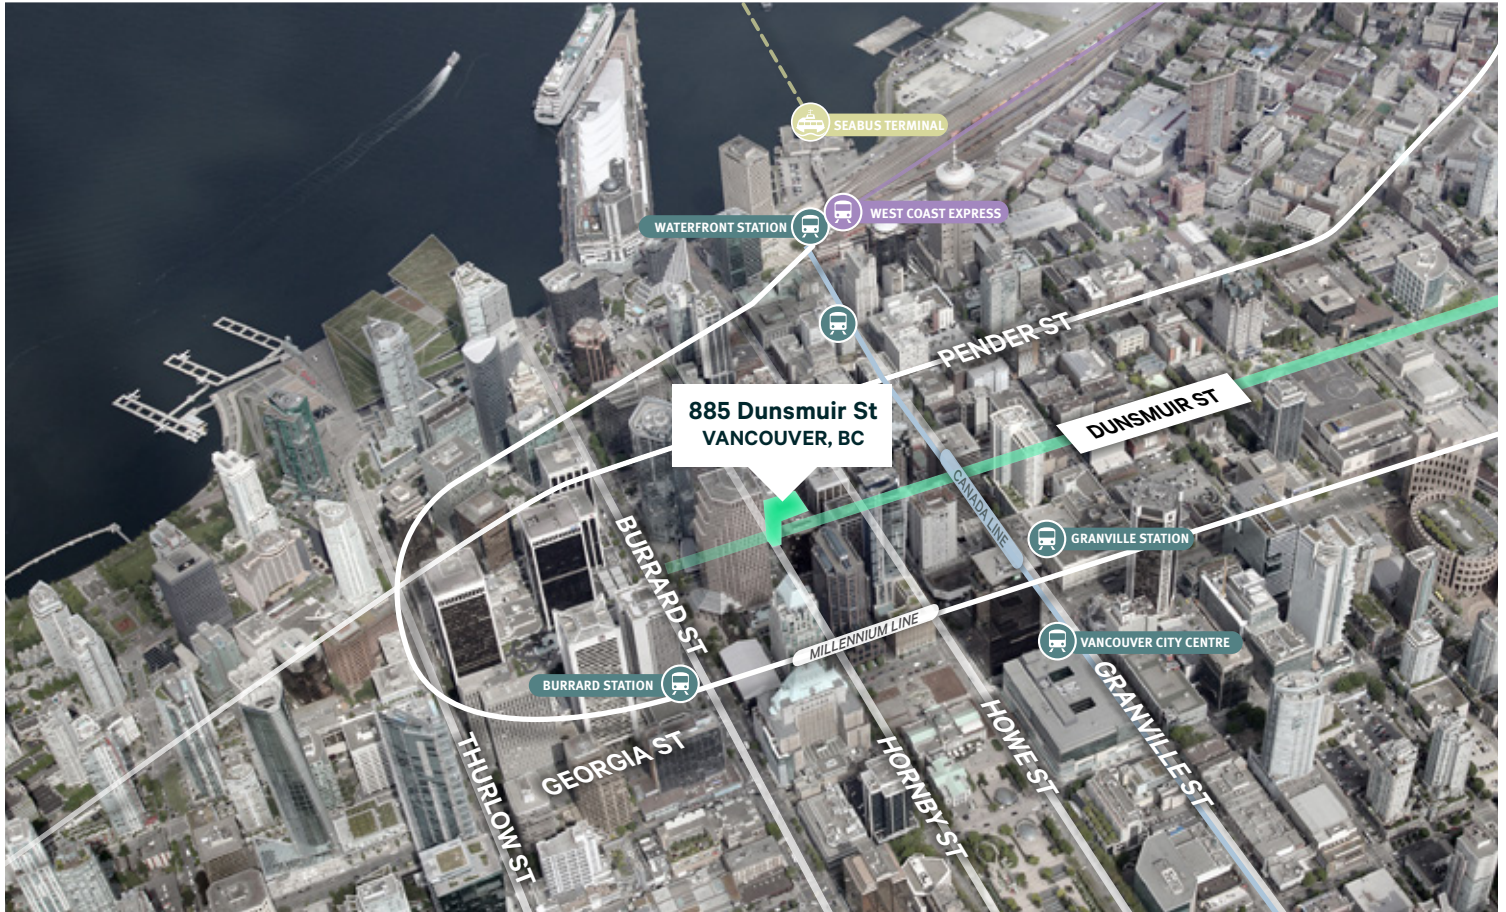 SEABUS TERMINAL
WEST COAST EXPRESS
WATERFRONT STATION
PENDER ST
885 Dunsmuir St
VANCOUVER, BC
DUNSMUIR ST
CANADA LINE
GRANVILLE STATION
BURRARD ST
MILLENNIUM LINE
VANCOUVER CITY CENTRE
BURRARD STATION
GRANVILLE ST
HOWE ST
HORNBY ST
GEORGIA ST
THURLOW ST